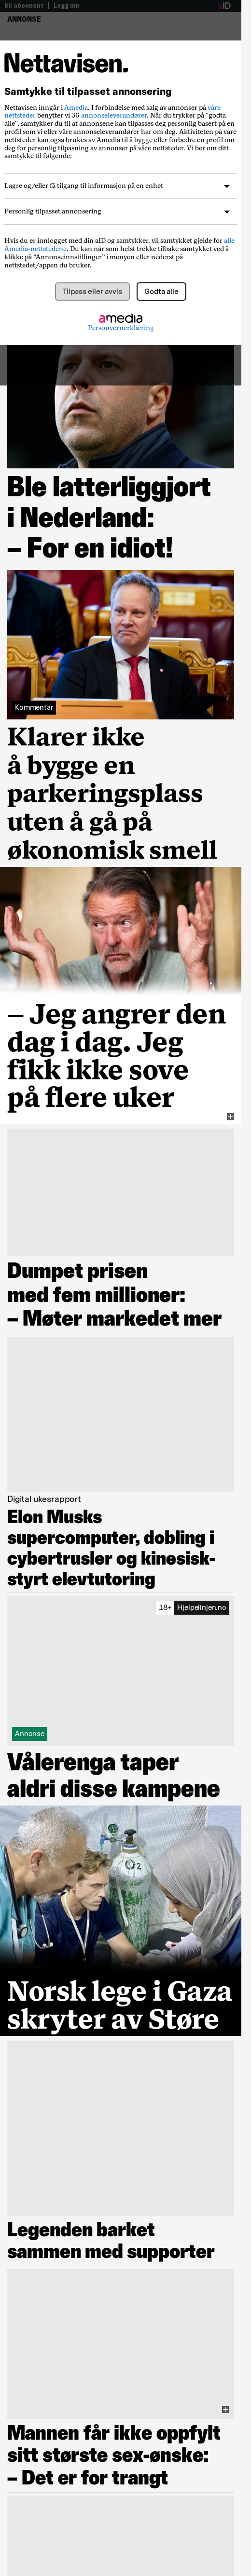 Bli abonnent | Logg inn
aID
ANNONSE
Nettavisen.
Samtykke til tilpasset annonsering
Nettavisen inngår i Amedia. I forbindelse med salg av annonser på våre
nettsteder benytter vi 36 annonseleverandører. Når du trykker på "godta
alle", samtykker du til at annonsene kan tilpasses deg personlig basert på en
profil som vi eller våre annonseleverandører har om deg. Aktiviteten på våre
nettsteder kan også brukes av Amedia til å bygge eller forbedre en profil om
deg for personlig tilpasning av annonser på våre nettsteder. Vi ber om ditt
samtykke til følgende:
Lagre og/eller få tilgang til informasjon på en enhet
Personlig tilpasset annonsering
Hvis du er innlogget med din aID og samtykker, vil samtykket gjelde for alle
Amedia-nettstedene. Du kan når som helst trekke tilbake samtykket ved å
klikke på “Annonseinnstillinger” i menyen eller nederst på
nettstedet/appen du bruker.
Tilpass eller avvis
Godta alle
amedia
Personvernerklæring
Ble latterliggjort
i Nederland:
– For en idiot!
Kommentar
Klarer ikke
å bygge en
parkeringsplass
uten å gå på
økonomisk smell
– Jeg angrer den
dag i dag. Jeg
fikk ikke sove
på flere uker
Dumpet prisen
med fem millioner:
– Møter markedet mer
Digital ukesrapport
Elon Musks
supercomputer, dobling i
cybertrusler og kinesisk-
styrt elevtutoring
18+ Hjelpelinjen.no
Annonse
Vålerenga taper
aldri disse kampene
O2
Norsk lege i Gaza
skryter av Støre
Legenden barket
sammen med supporter
Mannen får ikke oppfylt
sitt største sex-ønske:
– Det er for trangt